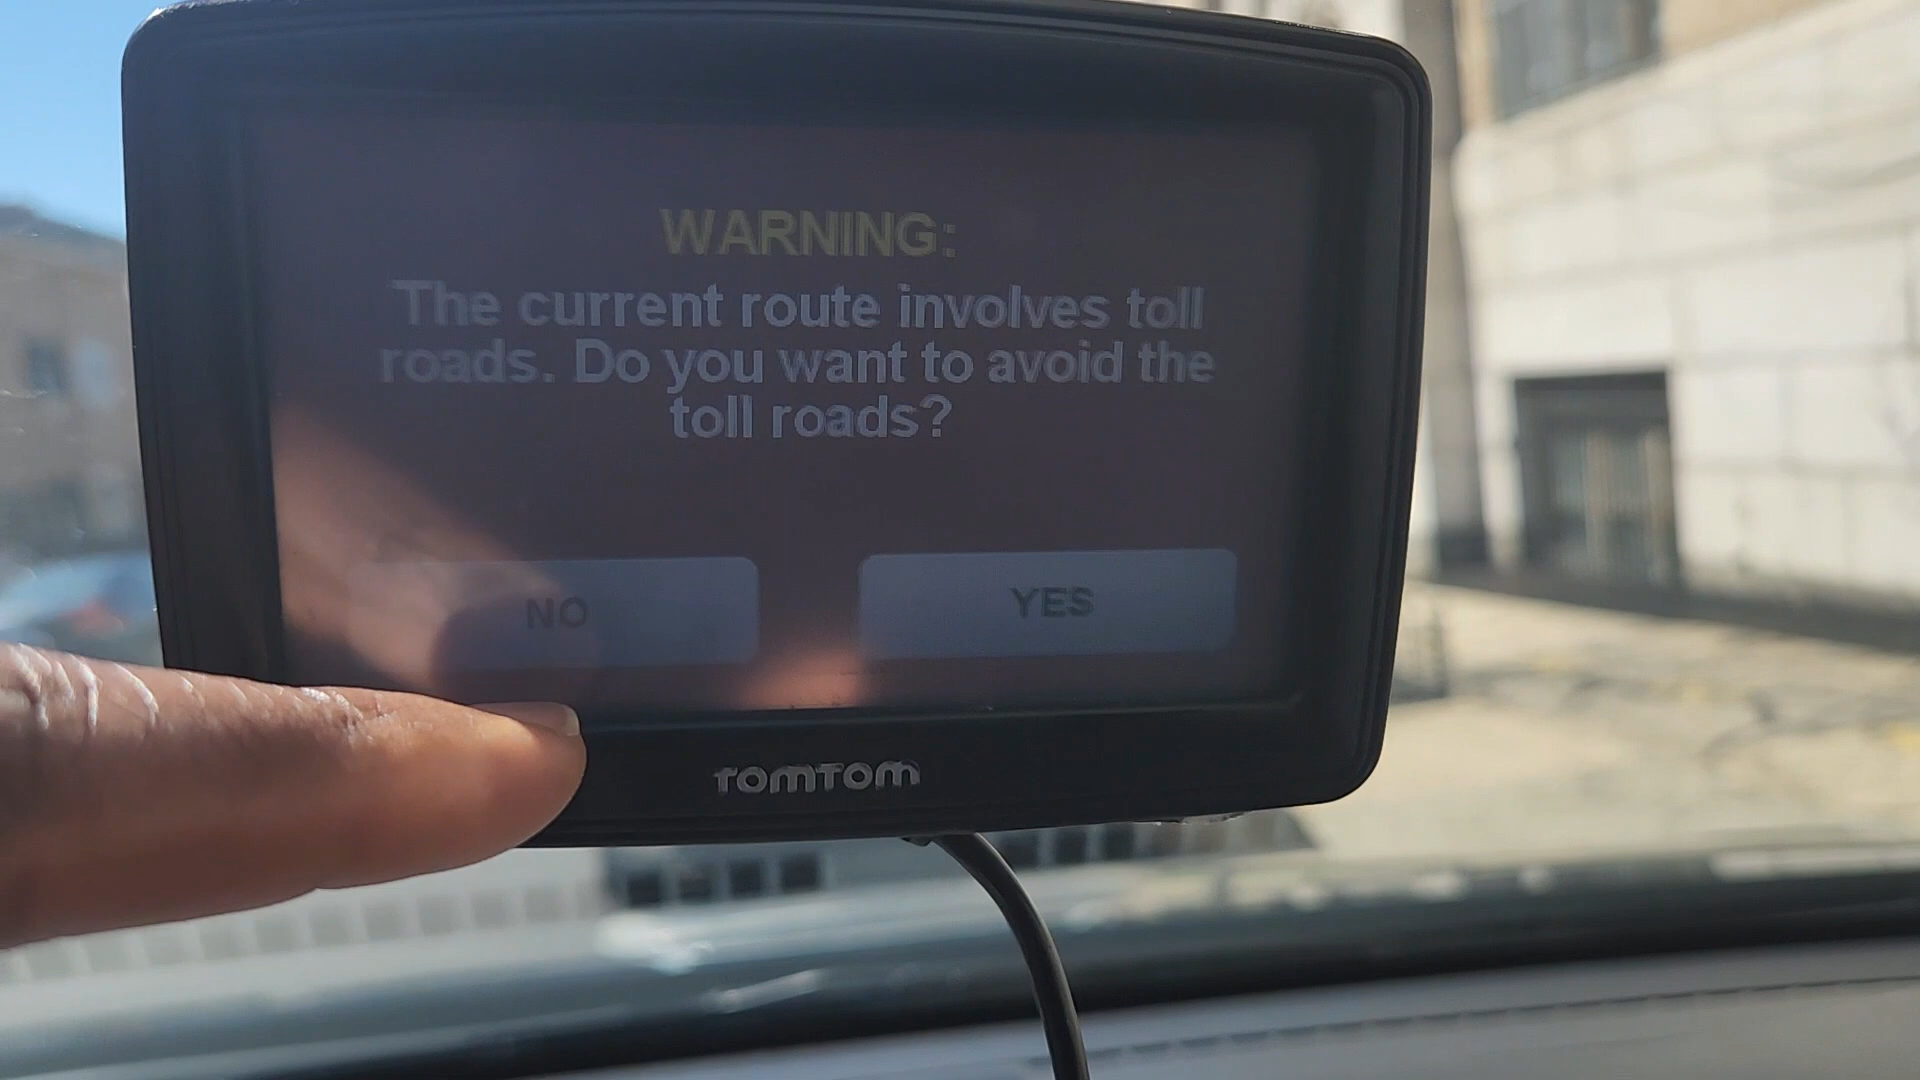 WARNING:
The current route involves toll
roads. Do you want to avoid the
toll roads?
NO
YES
TOMTOM